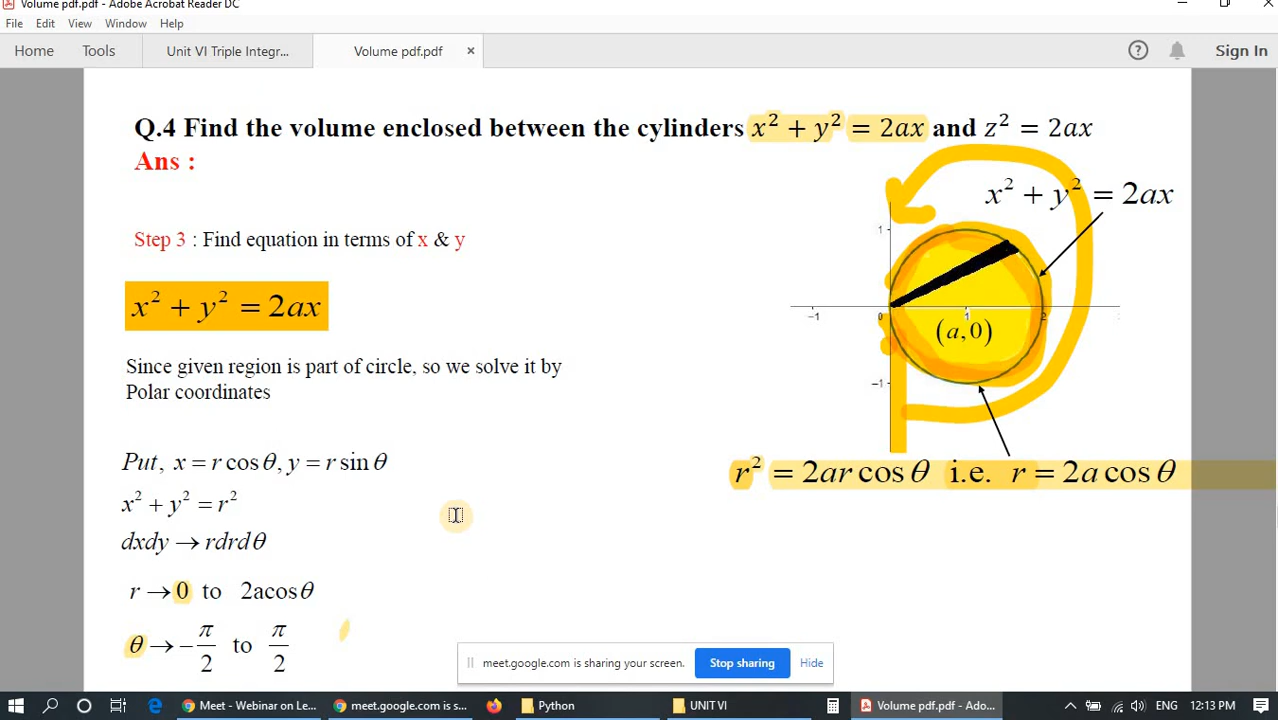 Volume pdf.pdf - Adobe Acrobat Reader DC
File Edit View Window Help
Home Tools Unit VI Triple Integr... Volume pdf.pdf × Sign In
Q.4 Find the volume enclosed between the cylinders x² + y² = 2ax and z² = 2ax
Ans :
x² + y² = 2ax
Step 3 : Find equation in terms of x & y
x² + y² = 2ax
1
−1 0 1 2
(a,0)
−1
Since given region is part of circle, so we solve it by
Polar coordinates
r² = 2ar cos θ i.e. r = 2a cos θ
Put, x = r cos θ, y = r sin θ
x² + y² = r²
dxdy → rdrdθ
r → 0 to 2acos θ
θ → −π/2 to π/2
meet.google.com is sharing your screen. Stop sharing Hide
Meet - Webinar on Le... meet.google.com is s... Python UNIT VI Volume pdf.pdf - Ado... 12:13 PM